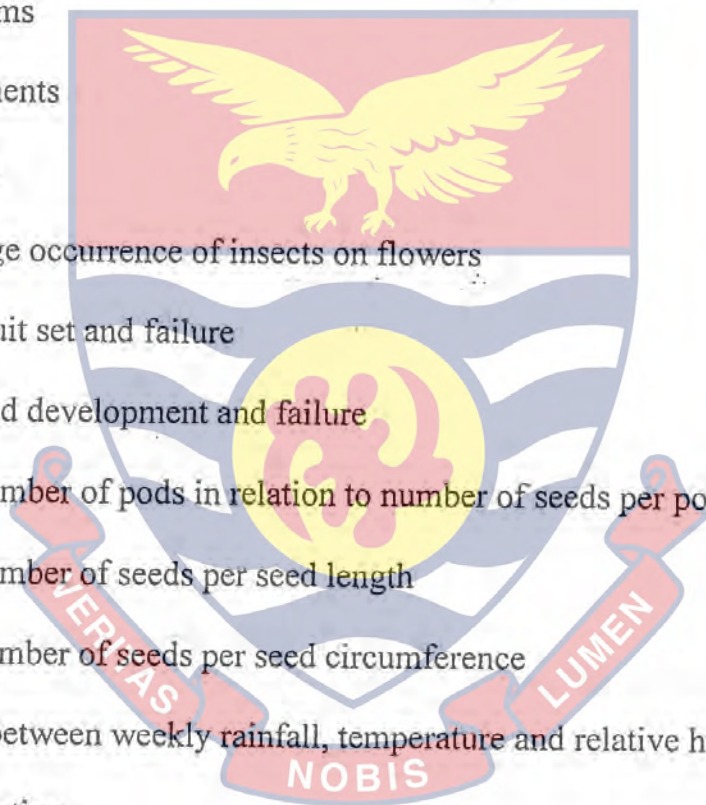 ms
ments
ge occurrence of insects on flowers
uit set and failure
d development and failure
mber of pods in relation to number of seeds per po
mber of seeds per seed length
mber of seeds per seed circumference
between weekly rainfall, temperature and relative h
VERITAS
NOBIS
LUMEN